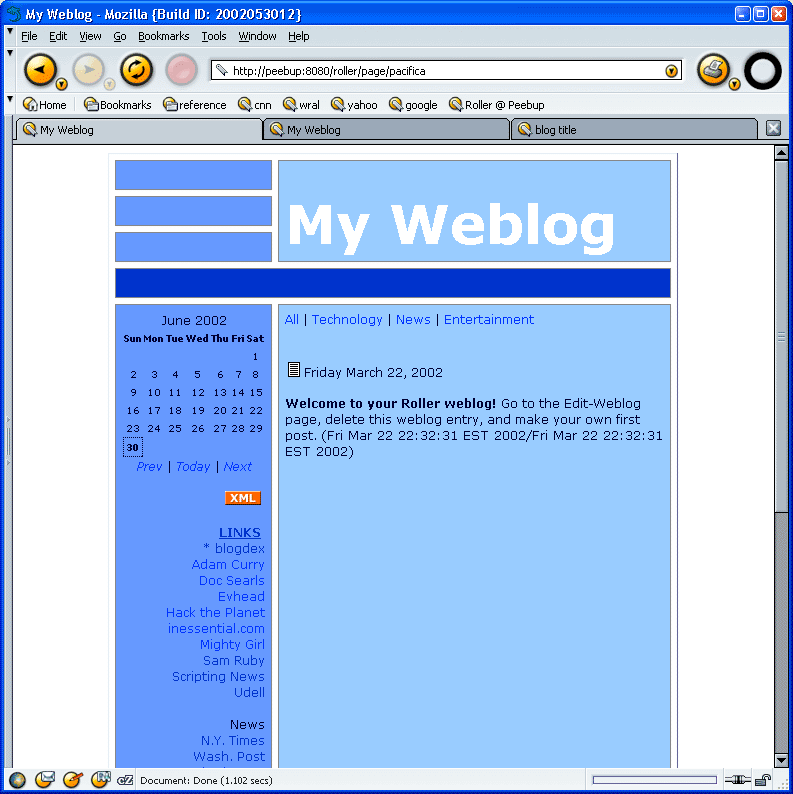 My Weblog - Mozilla {Build ID: 2002053012}
File Edit View Go Bookmarks Tools Window Help
http://peebup:8080/roller/page/pacifica
Home Bookmarks reference cnn wral yahoo google Roller @ Peebup
My Weblog My Weblog blog title
My Weblog
June 2002
Sun Mon Tue Wed Thu Fri Sat
1
2 3 4 5 6 7 8
9 10 11 12 13 14 15
16 17 18 19 20 21 22
23 24 25 26 27 28 29
30
Prev | Today | Next
XML
LINKS
* blogdex
Adam Curry
Doc Searls
Evhead
Hack the Planet
inessential.com
Mighty Girl
Sam Ruby
Scripting News
Udell
News
N.Y. Times
Wash. Post
All | Technology | News | Entertainment
Friday March 22, 2002
Welcome to your Roller weblog! Go to the Edit-Weblog
page, delete this weblog entry, and make your own first
post. (Fri Mar 22 22:32:31 EST 2002/Fri Mar 22 22:32:31
EST 2002)
cZ Document: Done (1.102 secs)